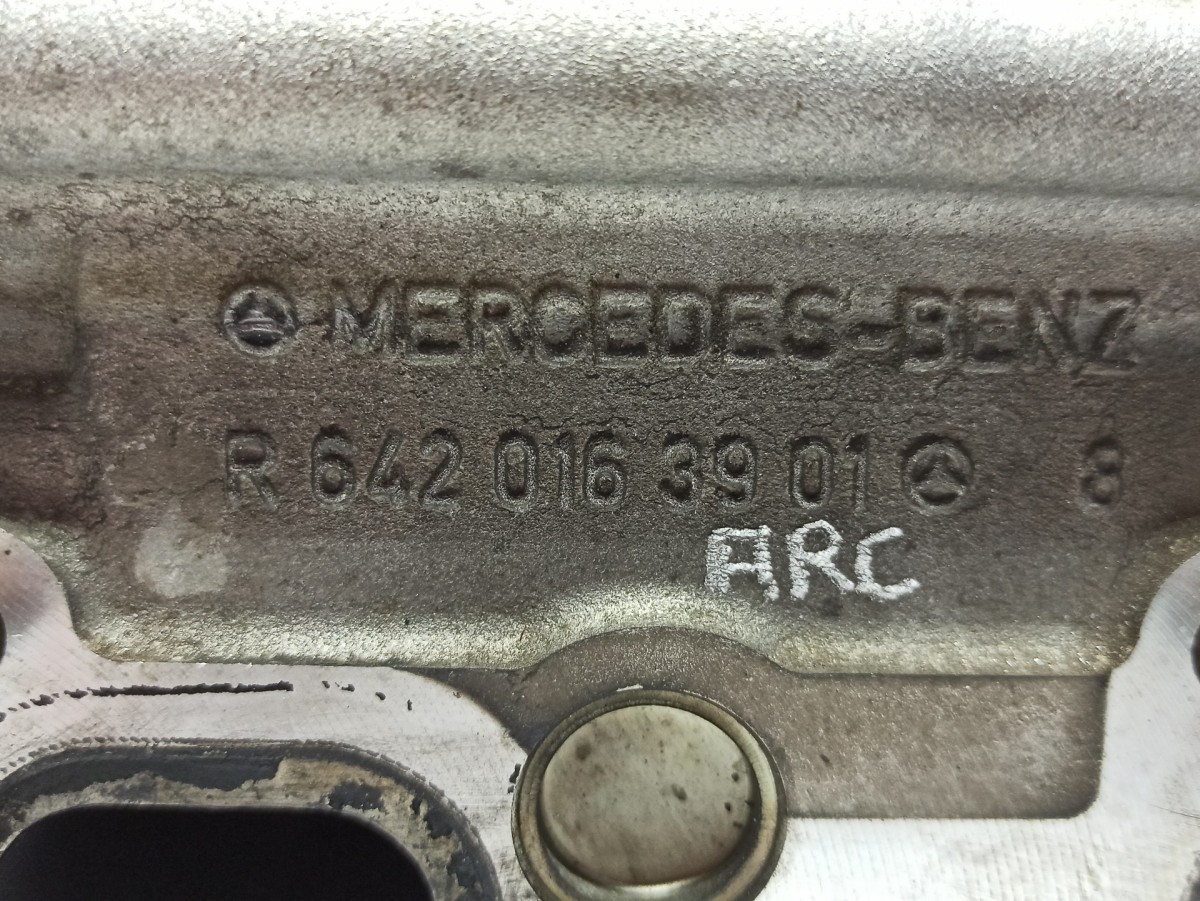 MERCEDES-BENZ
R 642 016 39 01 8
ARC